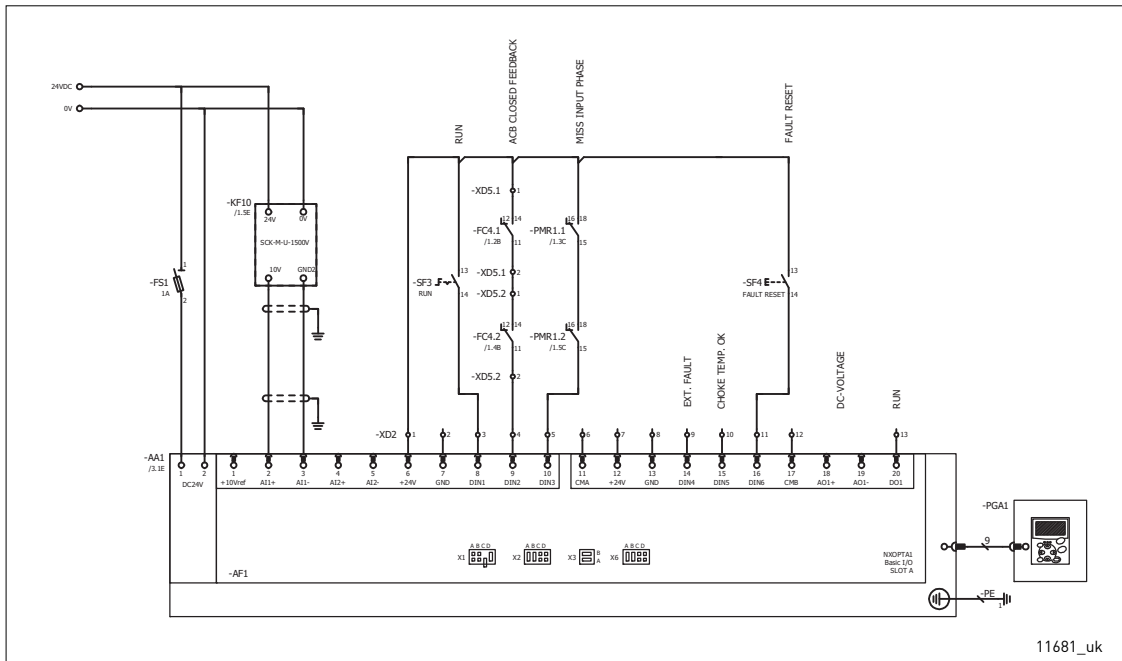 RUN
ACB CLOSED FEEDBACK
MISS INPUT PHASE
FAULT RESET
24VDC
0V
-XD5.1 1
-KF10
/1.5E
24V 0V
SCK-M-U-1500V
10V GND2
12 14
-FC4.1
/1.2B
11
16 18
-PMR1.1
/1.3C
15
-FS1
1A
1
2
-SF3
RUN
13
14
-XD5.1 2
-XD5.2 1
-SF4
FAULT RESET
13
14
12 14
-FC4.2
/1.4B
11
16 18
-PMR1.2
/1.5C
15
-XD5.2 2
EXT. FAULT
CHOKE TEMP. OK
DC-VOLTAGE
RUN
-XD2 1 2 3 4 5 6 7 8 9 10 11 12 13
-AA1
/3.1E
1 2
DC24V
1 2 3 4 5 6 7 8 9 10 11 12 13 14 15 16 17 18 19 20
+10Vref AI1+ AI1- AI2+ AI2- +24V GND DIN1 DIN2 DIN3 CMA +24V GND DIN4 DIN5 DIN6 CMB AO1+ AO1- DO1
-PGA1
9
A B C D
X1
A B C D
X2
X3
B
A
A B C D
X6
NXOPTA1
Basic I/O
SLOT A
-AF1
-PE
1
11681_uk